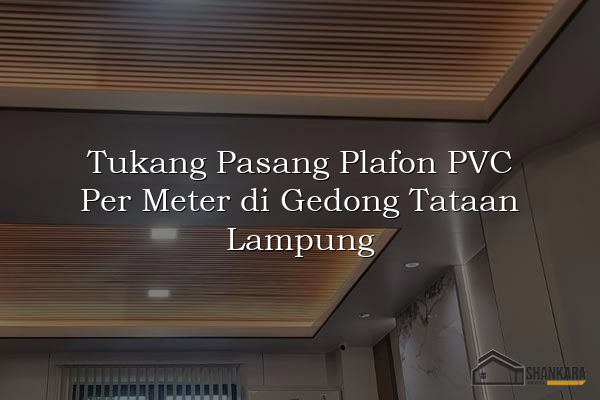 Tukang Pasang Plafon PVC
Per Meter di Gedong Tataan
Lampung
SHANKARA